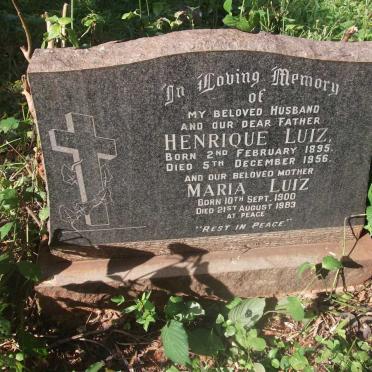 In Loving Memory
of
MY BELOVED HUSBAND
AND OUR DEAR FATHER
HENRIQUE LUIZ,
BORN 2ND FEBRUARY 1895.
DIED 5TH DECEMBER 1956.
AND OUR BELOVED MOTHER
MARIA LUIZ
BORN 10TH SEPT. 1900
DIED 21ST AUGUST 1983
AT PEACE
"REST IN PEACE"